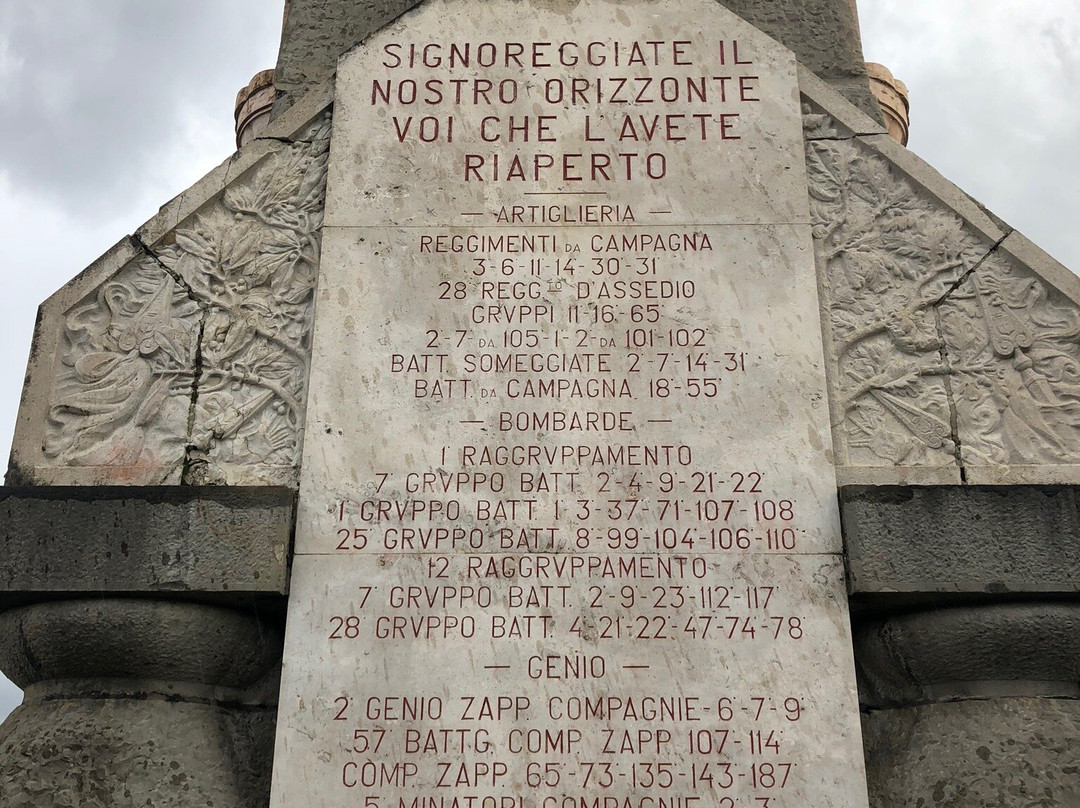 SIGNOREGGIATE IL
NOSTRO ORIZZONTE
VOI CHE L'AVETE
RIAPERTO
— ARTIGLIERIA —
REGGIMENTI DA CAMPAGNA
3-6-11-14-30-31
28 REGG.TO D'ASSEDIO
GRVPPI 11-16-65
2-7-DA 105-1-2-DA 101-102
BATT. SOMEGGIATE 2-7-14-31
BATT. DA CAMPAGNA 18-55
— BOMBARDE —
1 RAGGRVPPAMENTO
7 GRVPPO BATT. 2-4-9-21-22
1 GRVPPO BATT. 1-3-37-71-107-108
25 GRVPPO BATT. 8-99-104-106-110
12 RAGGRVPPAMENTO
7 GRVPPO BATT. 2-9-23-112-117
28 GRVPPO BATT. 4-21-22-47-74-78
— GENIO —
2 GENIO ZAPP. COMPAGNIE-6-7-9
57 BATTG. COMP. ZAPP. 107-114
COMP. ZAPP. 65-73-135-143-187
5 MINATORI COMPAGNIE 2-3